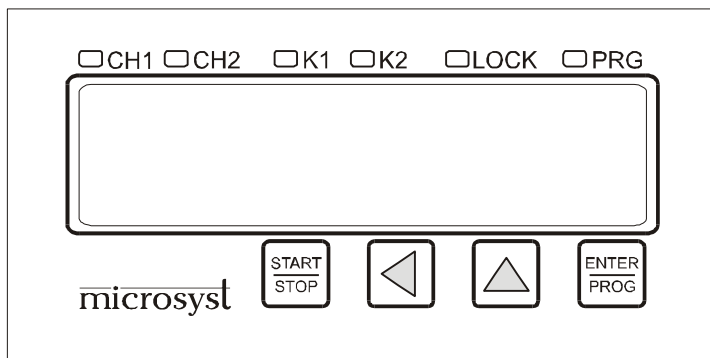 CH1 CH2 K1 K2 LOCK PRG
START
STOP
ENTER
PROG
microsyst